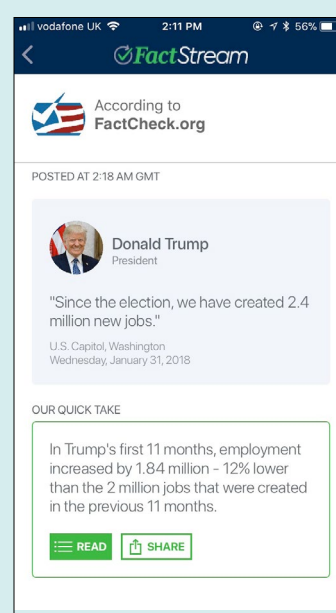 vodafone UK 2:11 PM 56%
FactStream
According to
FactCheck.org
POSTED AT 2:18 AM GMT
Donald Trump
President
"Since the election, we have created 2.4
million new jobs."
U.S. Capitol, Washington
Wednesday, January 31, 2018
OUR QUICK TAKE
In Trump's first 11 months, employment
increased by 1.84 million - 12% lower
than the 2 million jobs that were created
in the previous 11 months.
READ SHARE